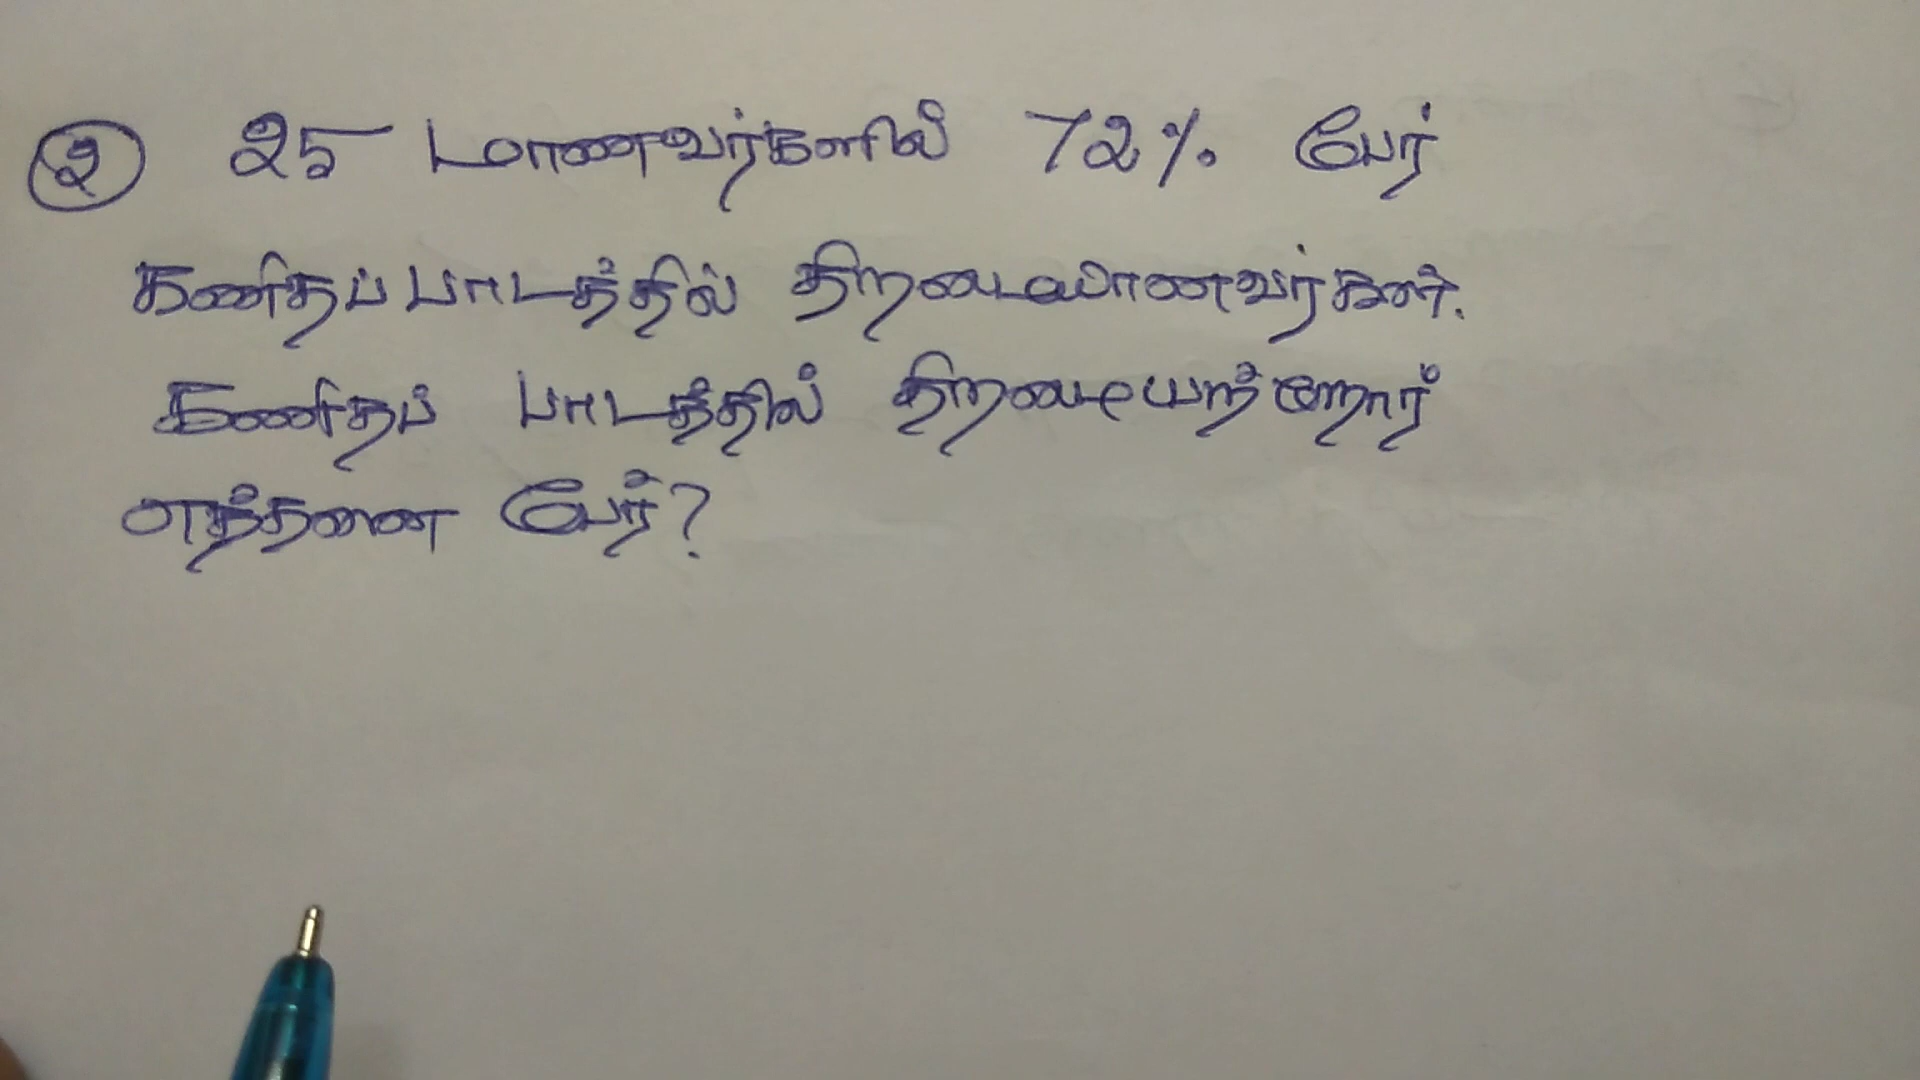 ② 25 மாணவர்களில் 72% பேர்
கணிதப் பாடத்தில் திறமையானவர்கள்.
கணிதப் பாடத்தில் திறமையற்றோர்
எத்தனை பேர்?